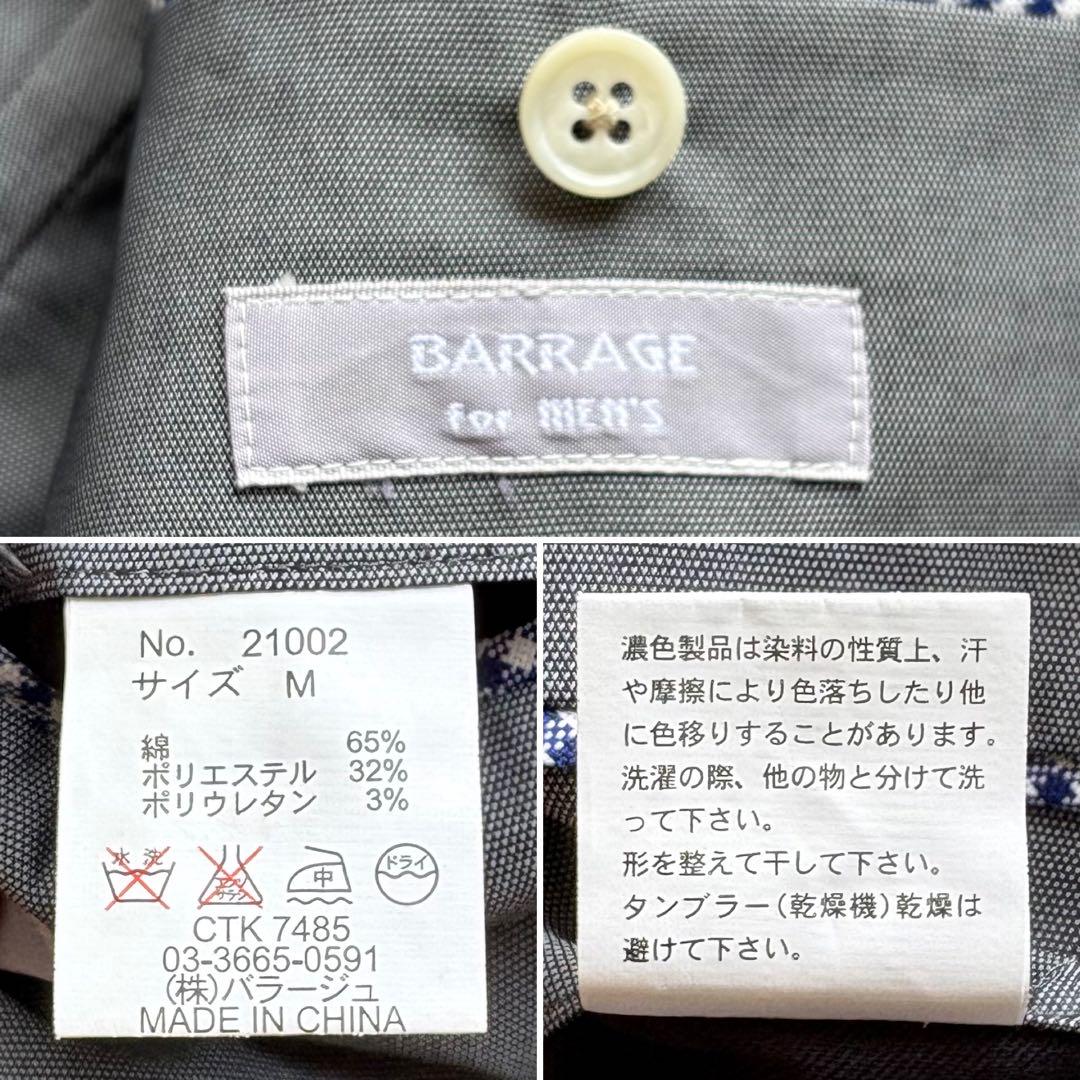 BARRAGE
for MEN'S
No. 21002
サイズ M
綿 65%
ポリエステル 32%
ポリウレタン 3%
水洗 エンソサラシ 中 ドライ
CTK 7485
03-3665-0591
(株)バラージュ
MADE IN CHINA
濃色製品は染料の性質上、汗
や摩擦により色落ちしたり他
に色移りすることがあります。
洗濯の際、他の物と分けて洗
って下さい。
形を整えて干して下さい。
タンブラー(乾燥機)乾燥は
避けて下さい。